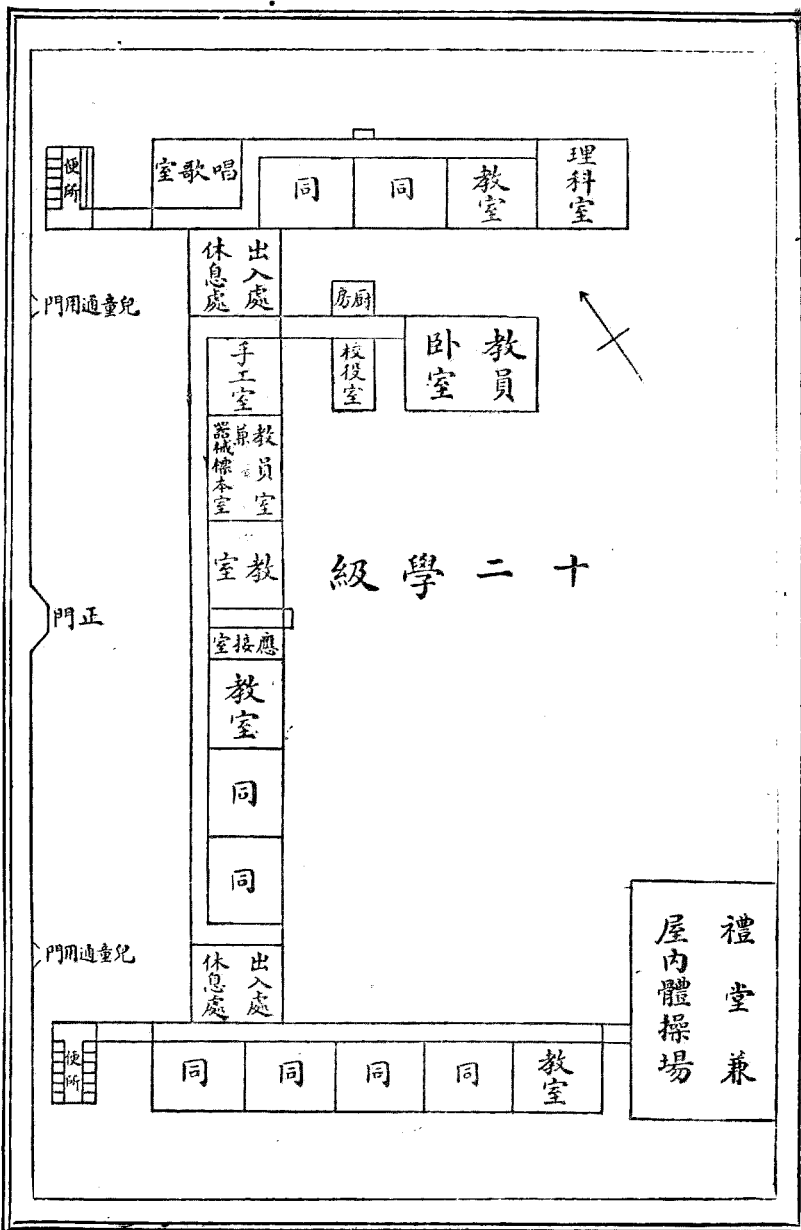 理科室
教室
同
同
唱歌室
便所
出入處
休息處
兒童通用門
厨房
校役室
教員
卧室
手工室
教員室
兼
器械標本室
教室
十二學級
正門
應接室
教室
同
同
兒童通用門
出入處
休息處
禮堂兼
屋内體操場
教室
同
同
同
同
便所